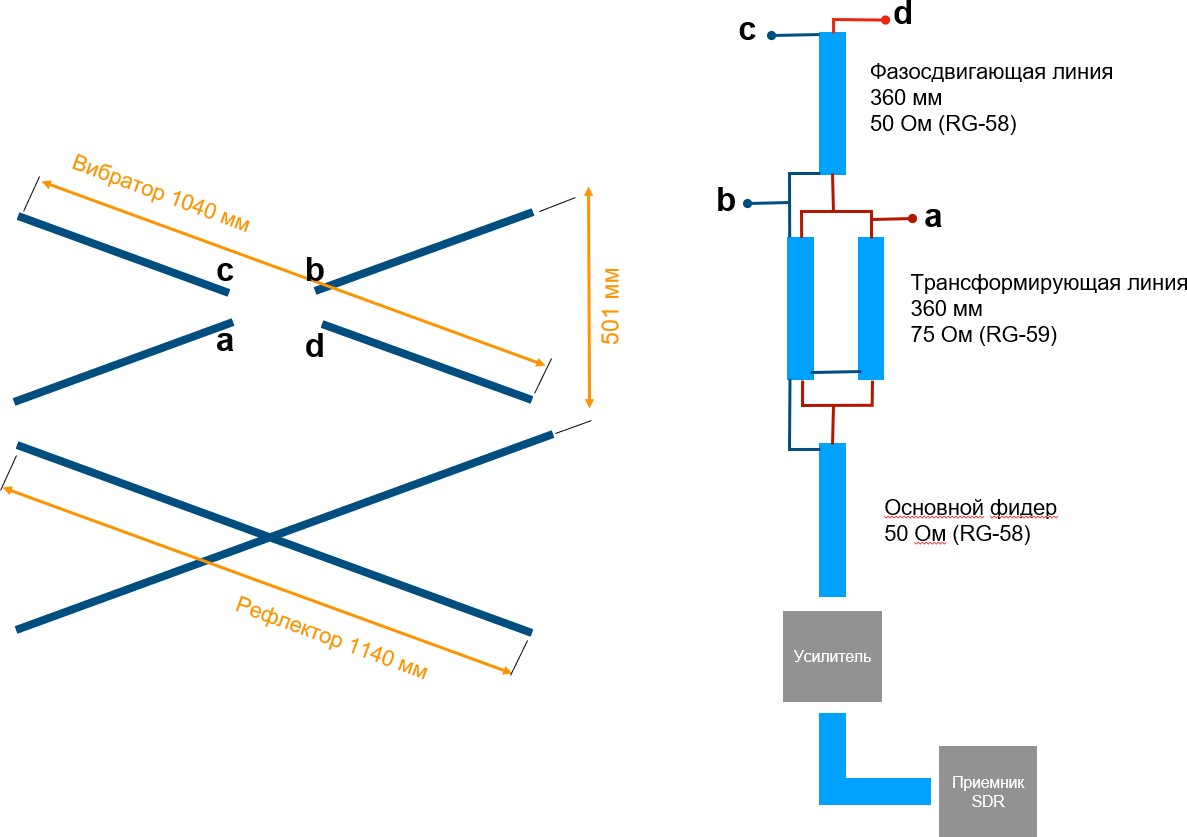 Вибратор 1040 мм
c
b
a
d
501 мм
Рефлектор 1140 мм
c
d
Фазосдвигающая линия
360 мм
50 Ом (RG-58)
b
a
Трансформирующая линия
360 мм
75 Ом (RG-59)
Основной фидер
50 Ом (RG-58)
Усилитель
Приемник
SDR